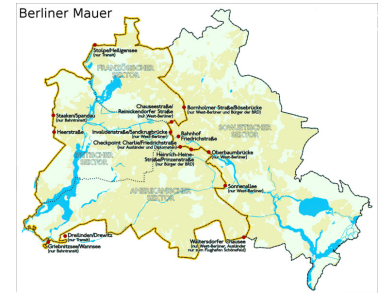 Berliner Mauer
Stolpe/Heiligensee
(nur Transit)
FRANZÖSISCHER
SEKTOR
Chausseestraße/
Reinickendorfer Straß
(nur West-Berliner)
Bornholmer-Straße/Bösebrücke
(nur West-Berliner und Bürger der BRD)
Staaken/Spandau
(nur Bahntransit)
Heerstraße
Invalidenstraße/Sandkrugbrücke
(nur West-Berliner)
SOWJETISCHER
SEKTOR
Bahnhof
Friedrichstraße
Checkpoint Charlie/Friedrichstraße
(nur Ausländer und Diplomaten)
Heinrich-Heine-
Straße/Prinzenstraße
(nur Bürger der BRD)
Oberbaumbrücke
(nur West-Berliner)
BRITISCHER
SEKTOR
Sonnenallee
(nur West-Berliner)
AMERIKANISCHER
SEKTOR
Dreilinden/Drewitz
(nur Transit)
Griebnitzsee/Wannsee
(nur Bahntransit)
Waltersdorfer Chausee
(nur West-Berliner, Ausländer
nur zum Flughafen Schönefeld)